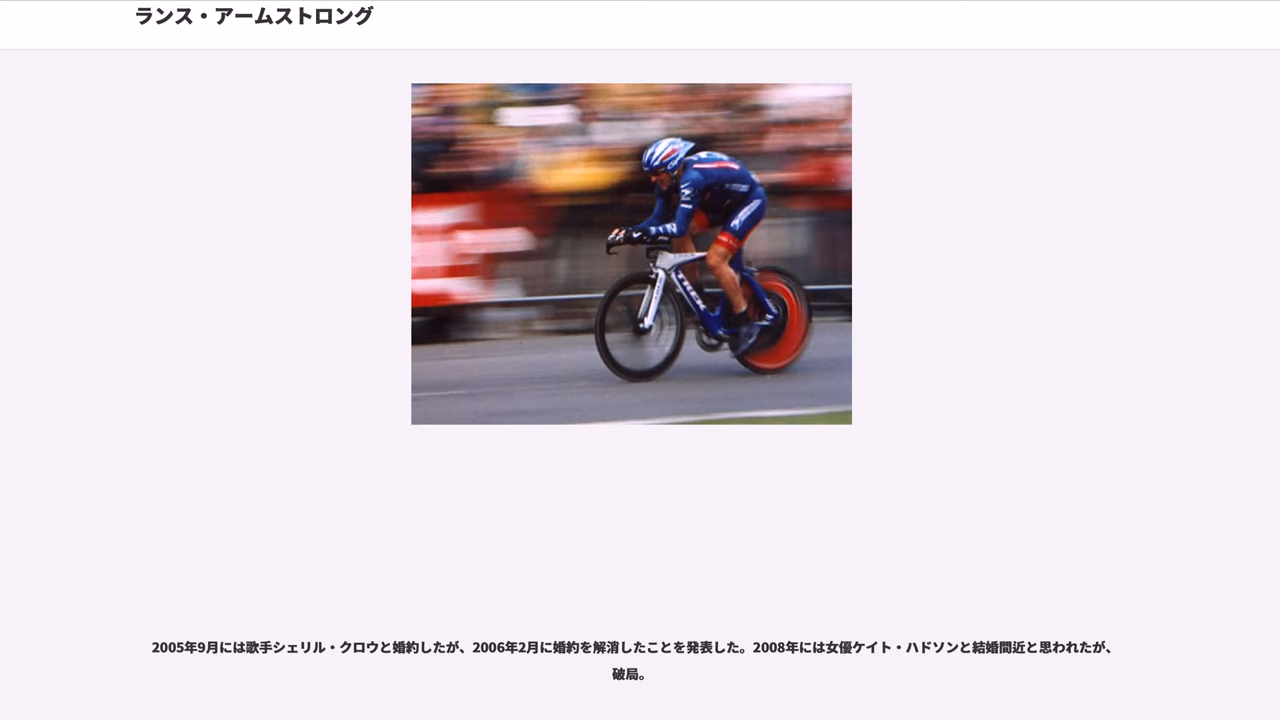 ランス・アームストロング
TREK
2005年9月には歌手シェリル・クロウと婚約したが、2006年2月に婚約を解消したことを発表した。2008年には女優ケイト・ハドソンと結婚間近と思われたが、
破局。